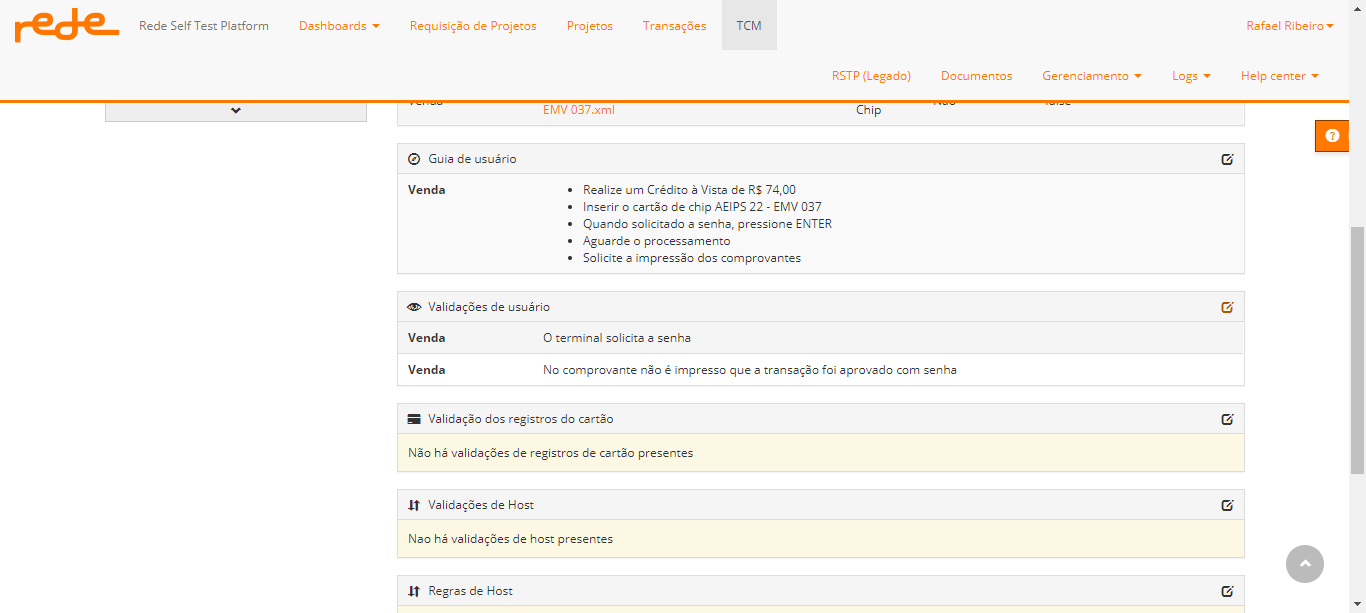 rede Rede Self Test Platform Dashboards Requisição de Projetos Projetos Transações TCM Rafael Ribeiro
RSTP (Legado) Documentos Gerenciamento Logs Help center
Venda EMV 037.xml Chip Não false
Guia de usuário
Venda
Realize um Crédito à Vista de R$ 74,00
Inserir o cartão de chip AEIPS 22 - EMV 037
Quando solicitado a senha, pressione ENTER
Aguarde o processamento
Solicite a impressão dos comprovantes
Validações de usuário
Venda O terminal solicita a senha
Venda No comprovante não é impresso que a transação foi aprovado com senha
Validação dos registros do cartão
Não há validações de registros de cartão presentes
Validações de Host
Nao há validações de host presentes
Regras de Host